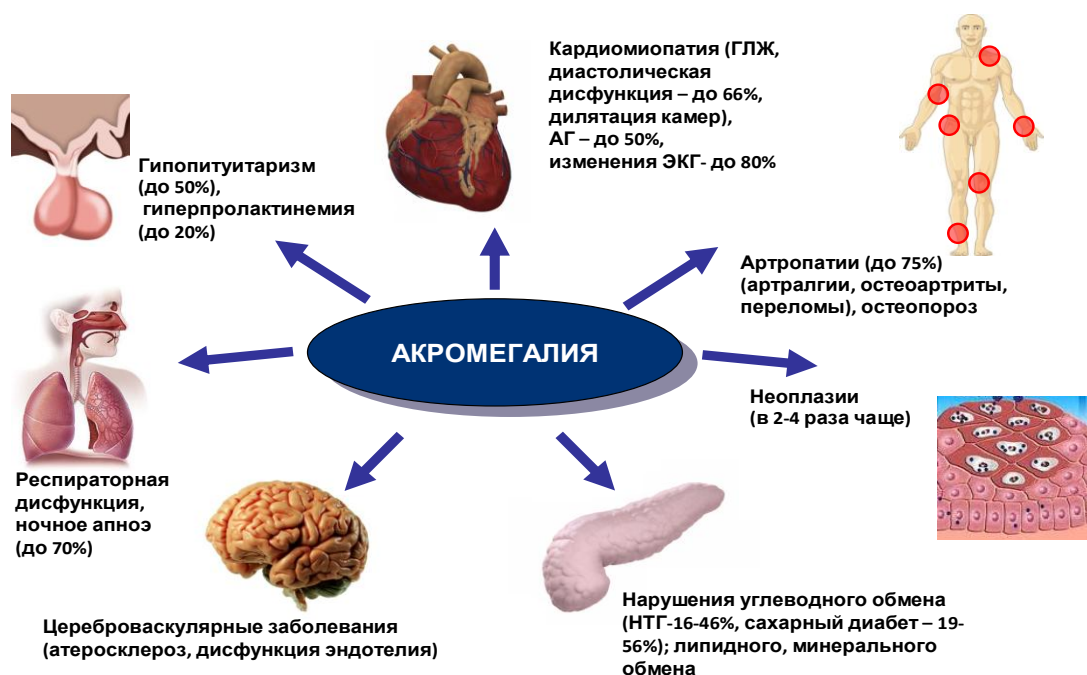 Кардиомиопатия (ГЛЖ,
диастолическая
дисфункция – до 66%,
дилятация камер),
АГ – до 50%,
изменения ЭКГ- до 80%
Гипопитуитаризм
(до 50%),
гиперпролактинемия
(до 20%)
Артропатии (до 75%)
(артралгии, остеоартриты,
переломы), остеопороз
АКРОМЕГАЛИЯ
Неоплазии
(в 2-4 раза чаще)
Респираторная
дисфункция,
ночное апноэ
(до 70%)
Цереброваскулярные заболевания
(атеросклероз, дисфункция эндотелия)
Нарушения углеводного обмена
(НТГ-16-46%, сахарный диабет – 19-
56%); липидного, минерального
обмена